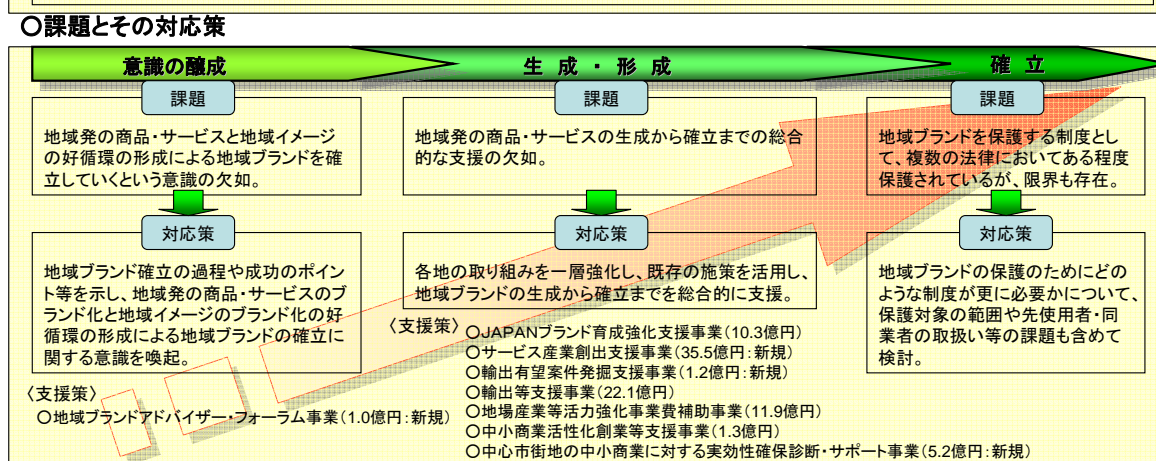 〇課題とその対応策
意識の醸成
生 成 ・ 形 成
確 立
課題
地域発の商品・サービスと地域イメージ
の好循環の形成による地域ブランドを確
立していくという意識の欠如。
対応策
地域ブランド確立の過程や成功のポイン
ト等を示し、地域発の商品・サービスのブ
ランド化と地域イメージのブランド化の好
循環の形成による地域ブランドの確立に
関する意識を喚起。
〈支援策〉
〇地域ブランドアドバイザー・フォーラム事業(1.0億円:新規)
課題
地域発の商品・サービスの生成から確立までの総合
的な支援の欠如。
対応策
各地の取り組みを一層強化し、既存の施策を活用し、
地域ブランドの生成から確立までを総合的に支援。
〈支援策〉
〇JAPANブランド育成強化支援事業(10.3億円)
〇サービス産業創出支援事業(35.5億円:新規)
〇輸出有望案件発掘支援事業(1.2億円:新規)
〇輸出等支援事業(22.1億円)
〇地場産業等活力強化事業費補助事業(11.9億円)
〇中小商業活性化創業等支援事業(1.3億円)
〇中心市街地の中小商業に対する実効性確保診断・サポート事業(5.2億円:新規)
課題
地域ブランドを保護する制度とし
て、複数の法律においてある程度
保護されているが、限界も存在。
対応策
地域ブランドの保護のためにどの
ような制度が更に必要かについて、
保護対象の範囲や先使用者・同
業者の取扱い等の課題も含めて
検討。